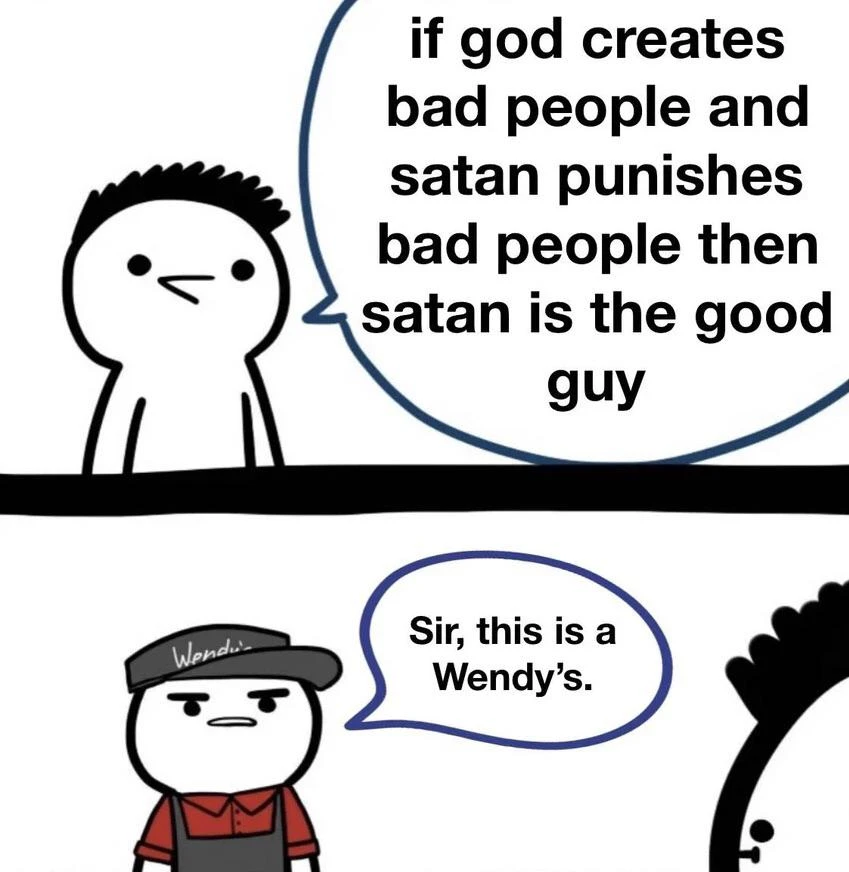 if god creates
bad people and
satan punishes
bad people then
satan is the good
guy
Wendy's
Sir, this is a
Wendy's.